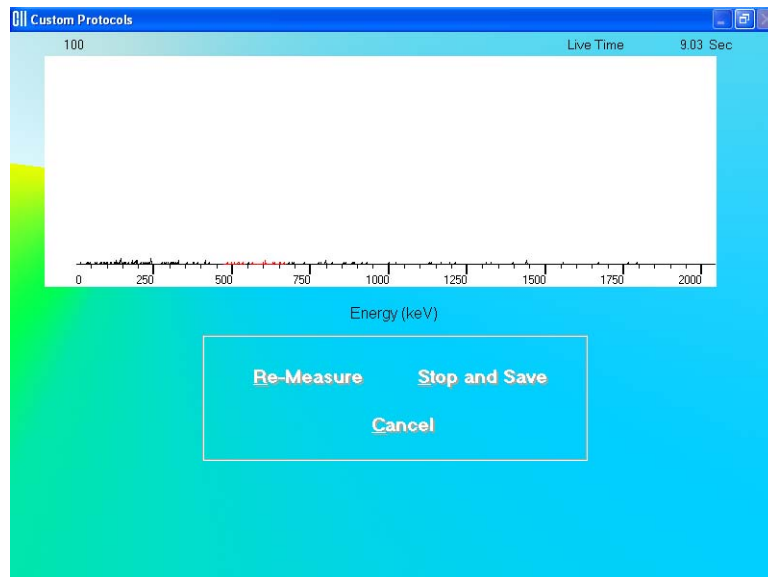 Custom Protocols
100 Live Time 9.03 Sec
0 250 500 750 1000 1250 1500 1750 2000
Energy (keV)
Re-Measure Stop and Save
Cancel